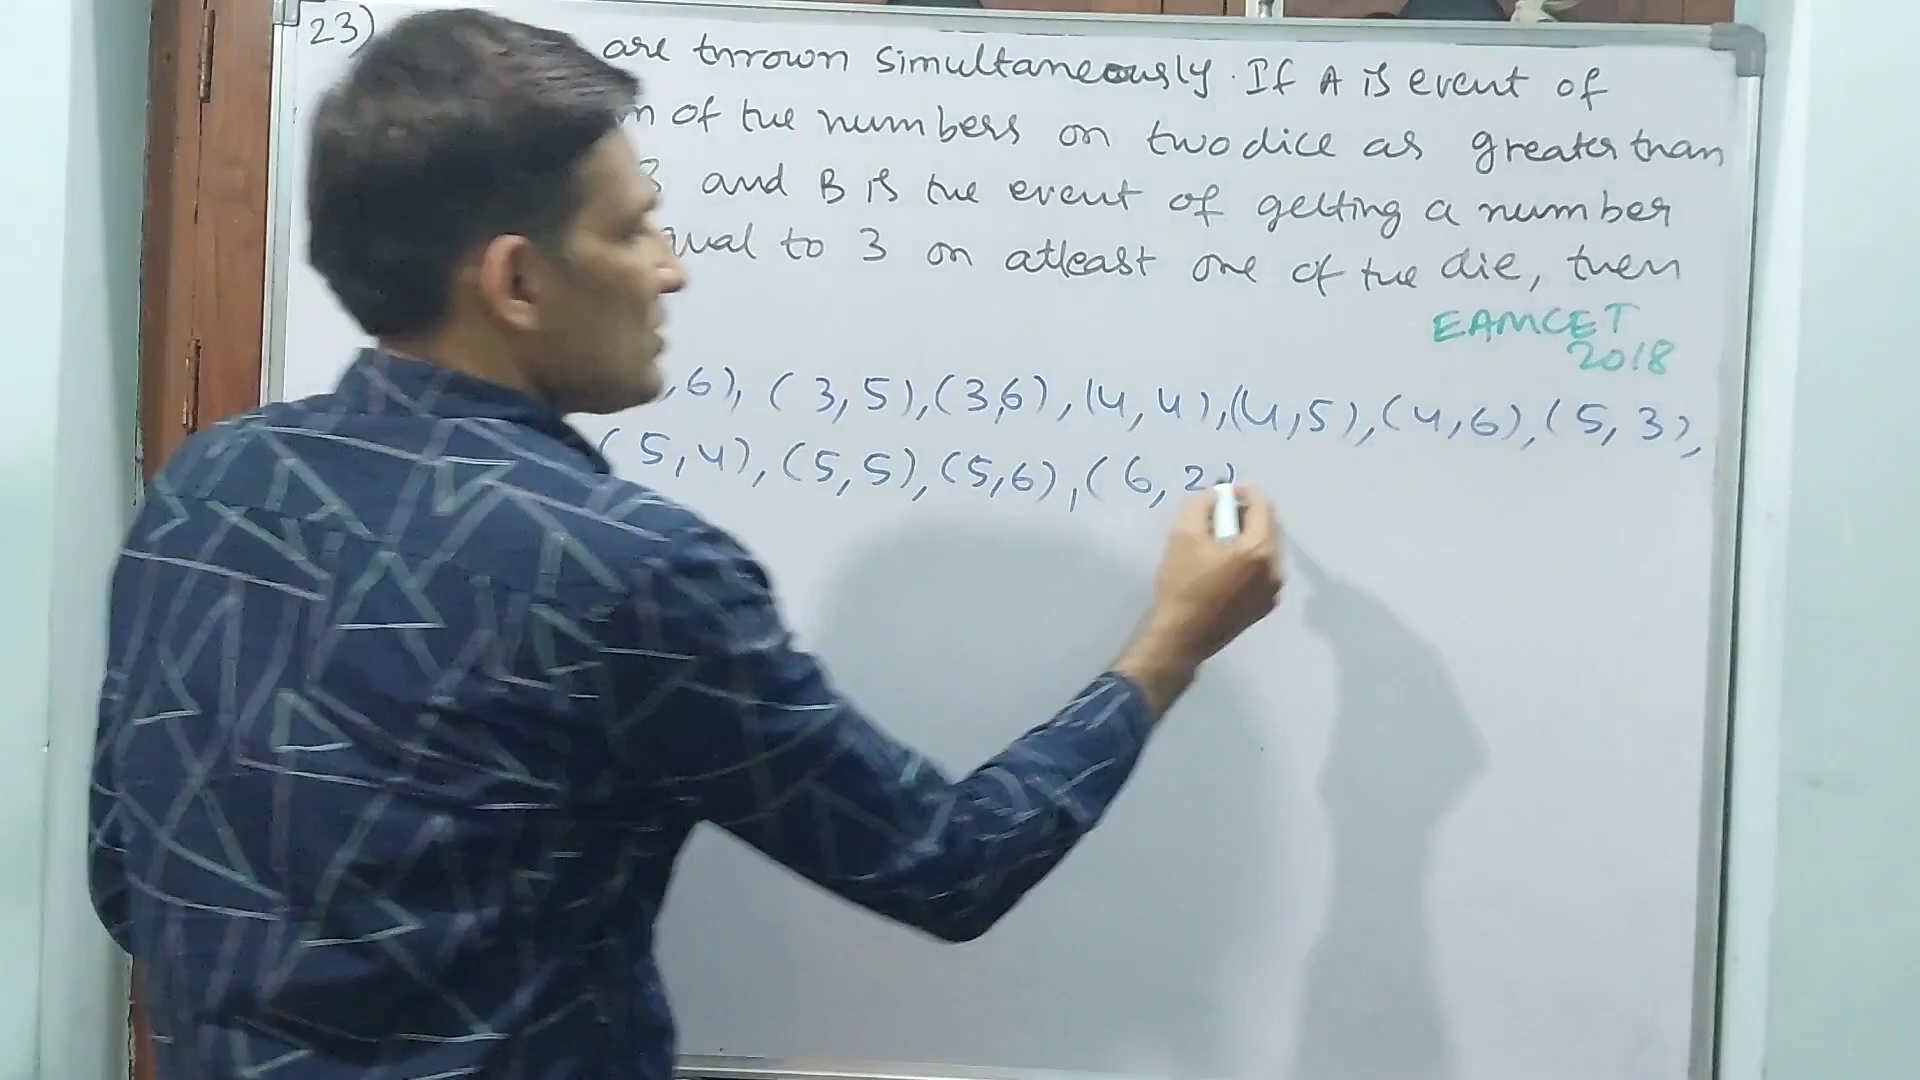 23) are thrown simultaneously. If A is event of
of the numbers on two dice as greater than
3 and B is the event of getting a number
qual to 3 on atleast one of the die, then
EAMCET
2018
,6), (3,5),(3,6),(4,4),(4,5),(4,6),(5,3),
(5,4),(5,5),(5,6),(6,2)